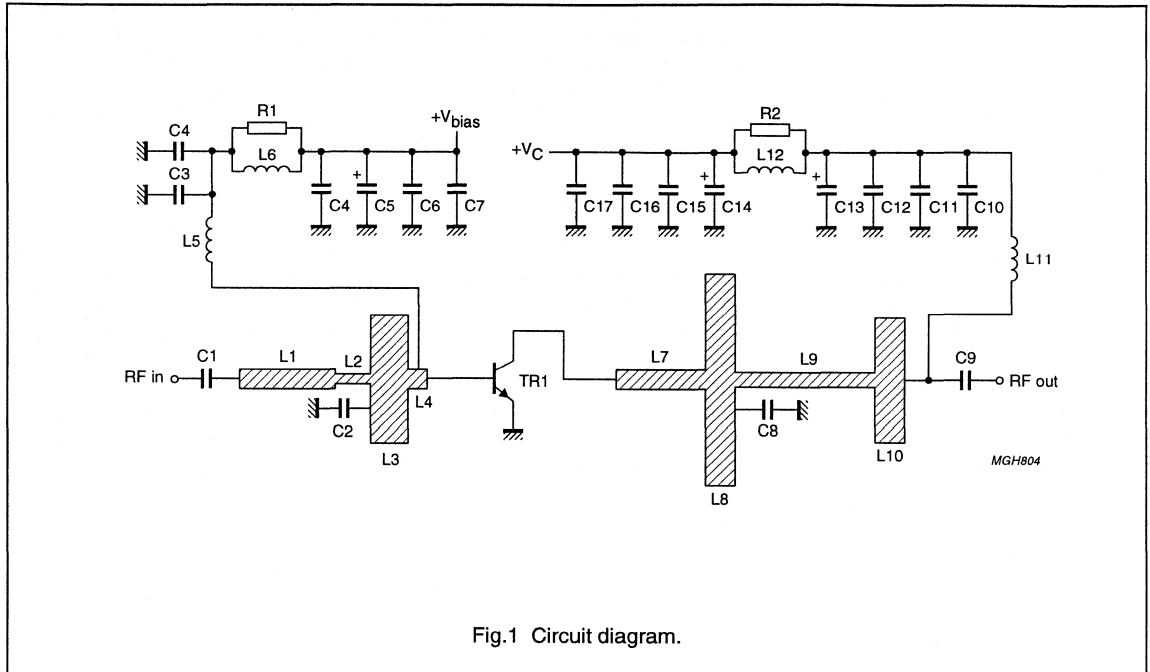 R1
C4
+Vbias
L6
C3
C4 C5 C6 C7
+
L5
R2
+VC
L12
+ +
C17 C16 C15 C14 C13 C12 C11 C10
L11
RF in
C1
L1
L2
L4
C2
L3
TR1
L7
L9
C9
RF out
C8
L10
L8
MGH804
Fig.1 Circuit diagram.